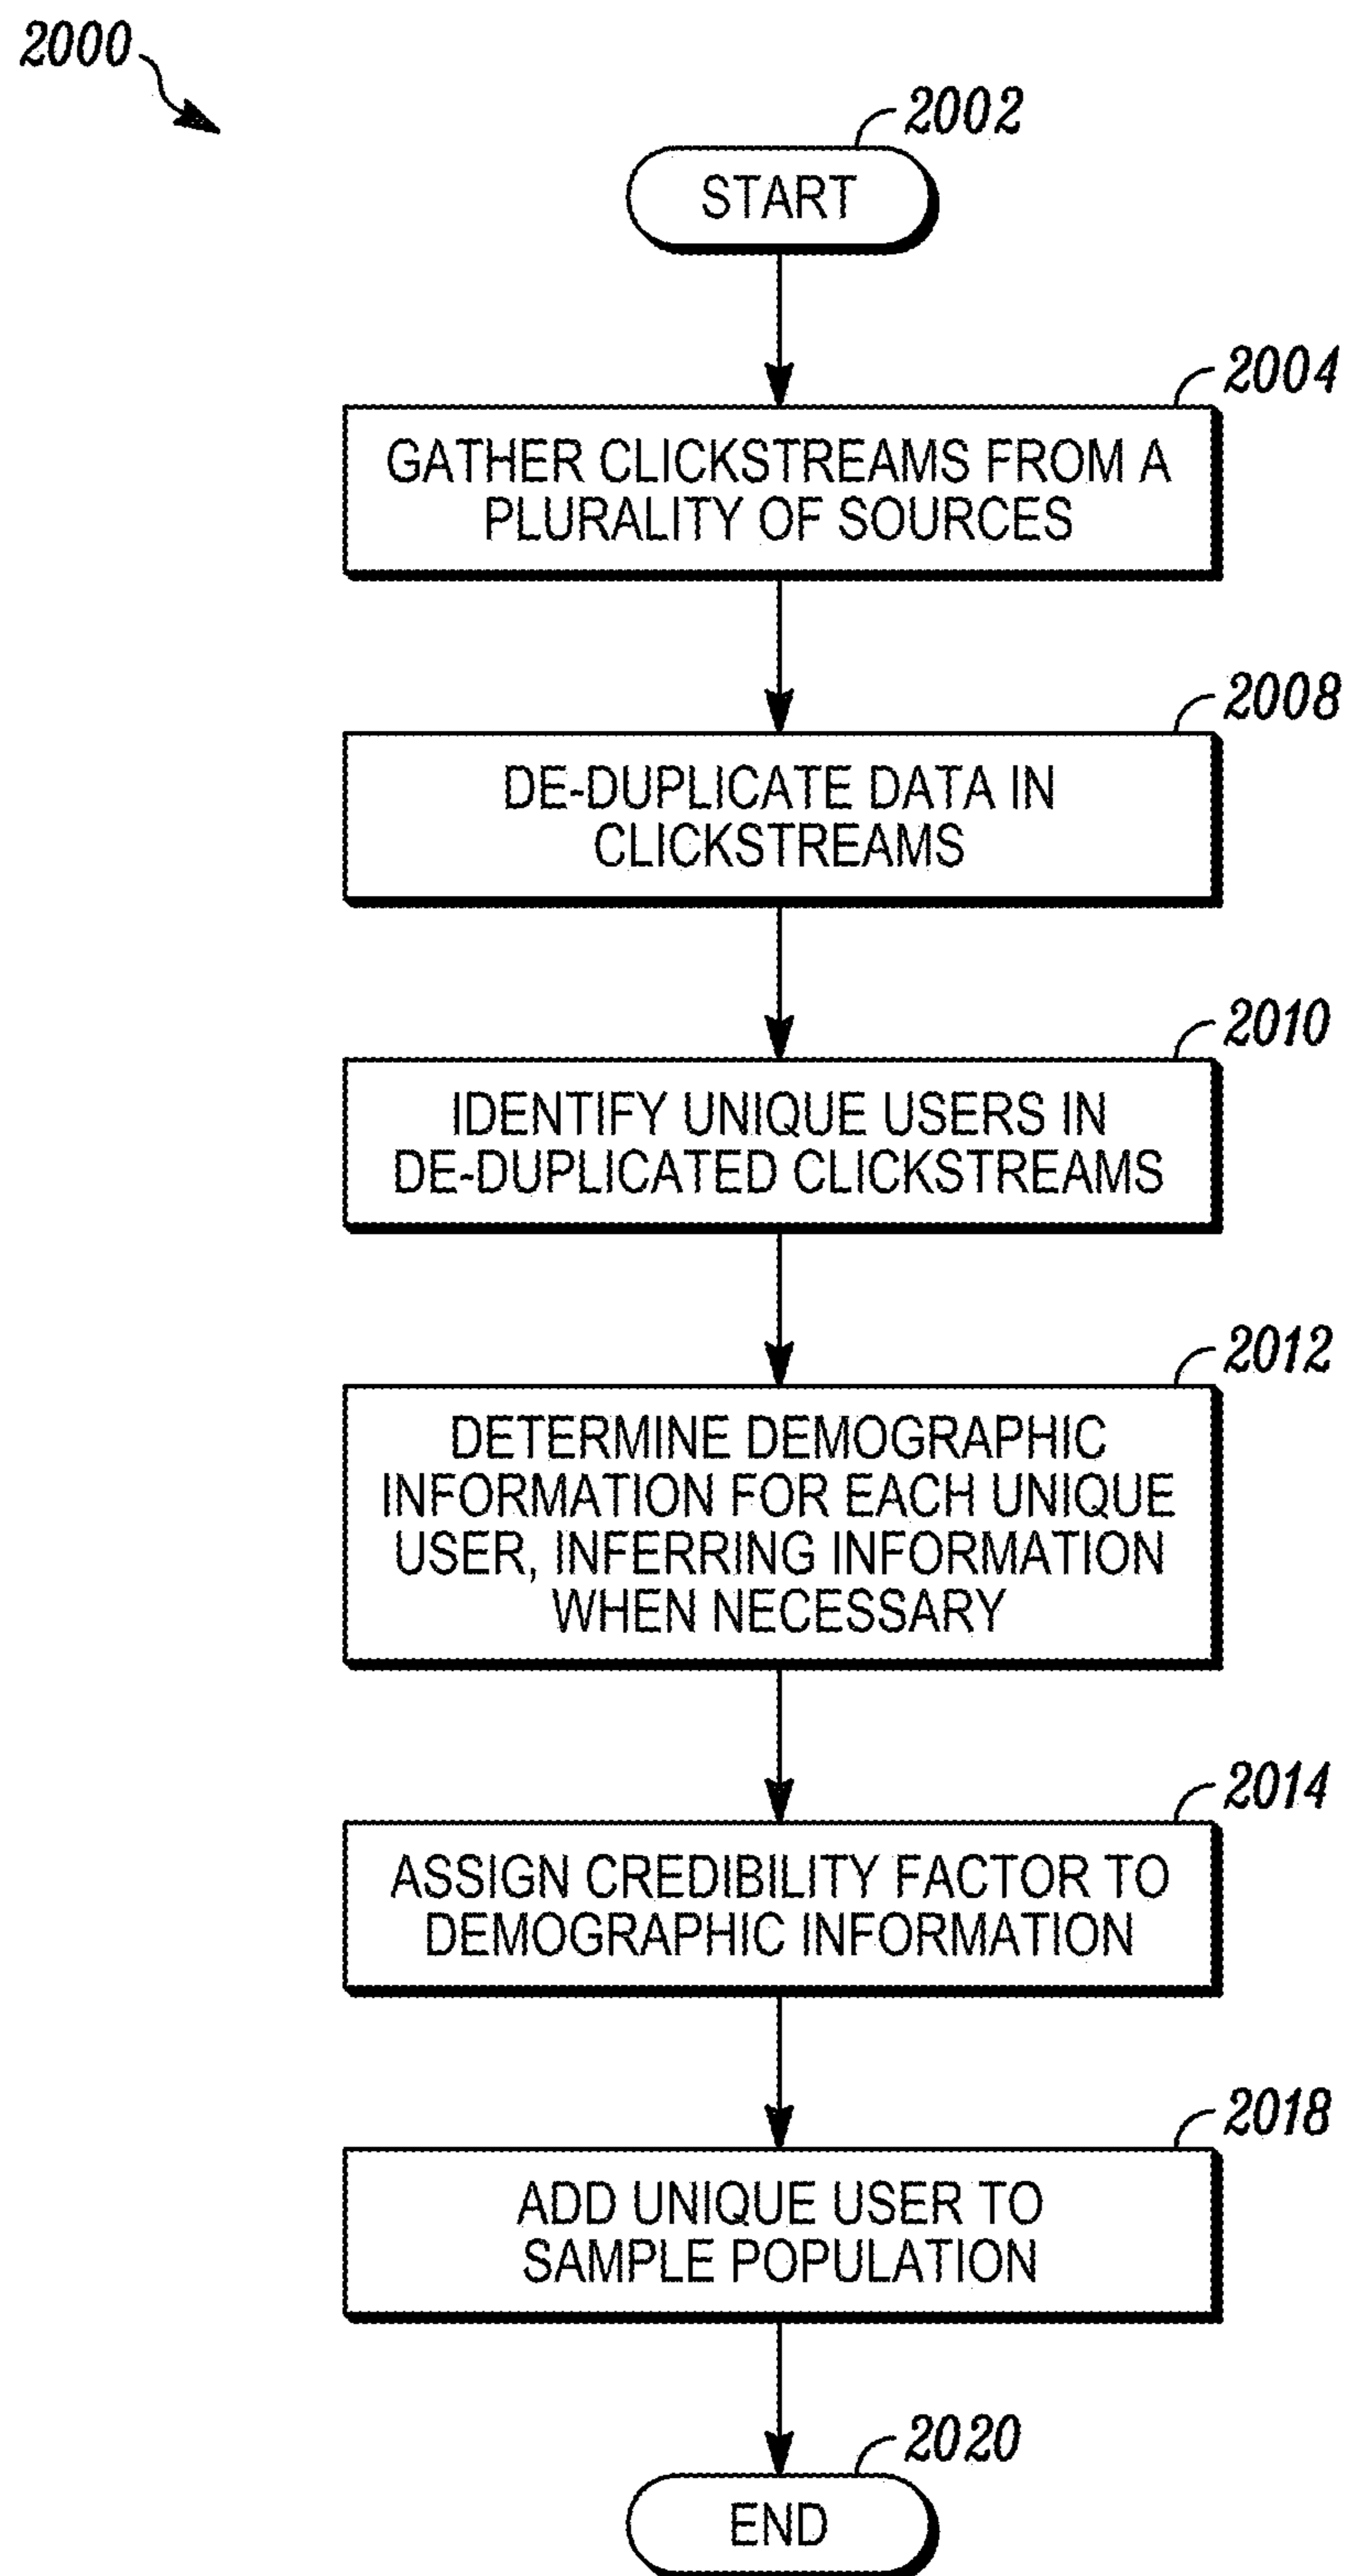 2000
2002
START
2004
GATHER CLICKSTREAMS FROM A
PLURALITY OF SOURCES
2008
DE-DUPLICATE DATA IN
CLICKSTREAMS
2010
IDENTIFY UNIQUE USERS IN
DE-DUPLICATED CLICKSTREAMS
2012
DETERMINE DEMOGRAPHIC
INFORMATION FOR EACH UNIQUE
USER, INFERRING INFORMATION
WHEN NECESSARY
2014
ASSIGN CREDIBILITY FACTOR TO
DEMOGRAPHIC INFORMATION
2018
ADD UNIQUE USER TO
SAMPLE POPULATION
2020
END